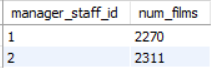 manager_staff_id num_films
1 2270
2 2311